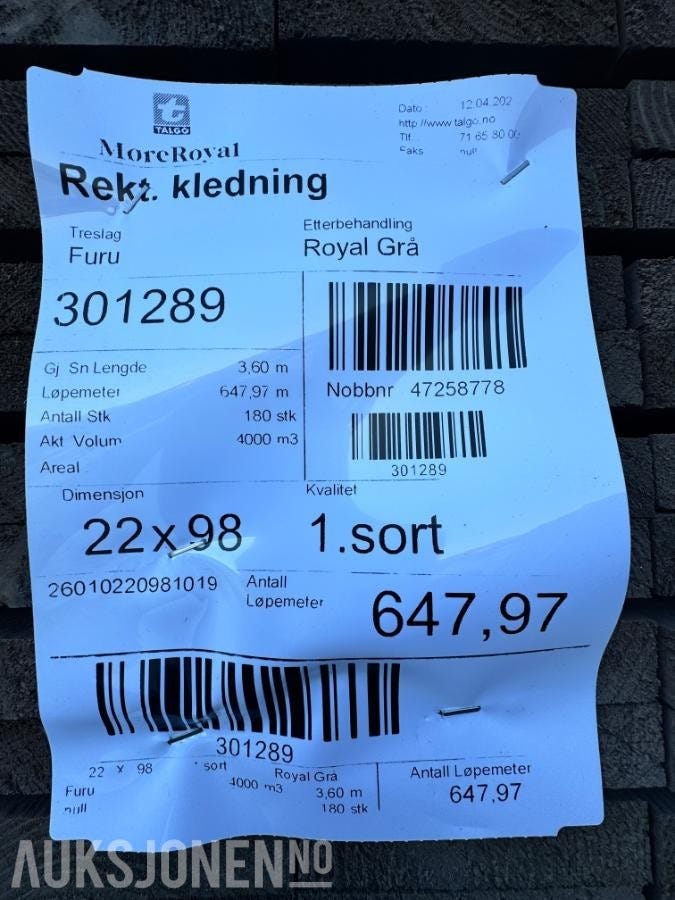 TALGO
MoreRoyal
Dato : 12.04.202
http://www.talgo.no
Tlf. 71 65 80 00
Faks null
Rekt. kledning
Treslag
Furu
Etterbehandling
Royal Grå
301289
Gj Sn Lengde 3,60 m
Løpemeter 647,97 m
Antall Stk 180 stk
Akt Volum 4000 m3
Areal
Nobbnr 47258778
301289
Dimensjon
22 x 98
Kvalitet
1.sort
26010220981019
Antall
Løpemeter
647,97
301289
22 x 98 sort Royal Grå
Furu 4000 m3 3,60 m
null 180 stk
Antall Løpemeter
647,97
AUKSJONEN NO